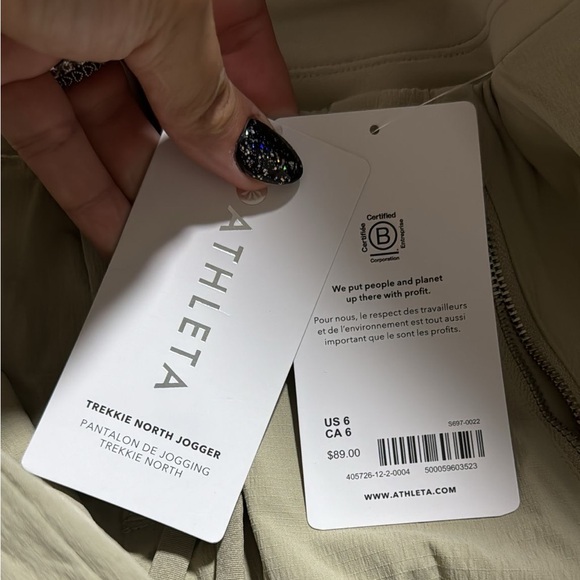 ATHLETA
TREKKIE NORTH JOGGER
PANTALON DE JOGGING
TREKKIE NORTH
Certified
Certifiée
B
Entreprise
Corporation
We put people and planet
up there with profit.
Pour nous, le respect des travailleurs
et de l'environnement est tout aussi
important que le sont les profits.
US 6
CA 6
$89.00
5697-0022
405726-12-2-0004
500059603523
WWW.ATHLETA.COM